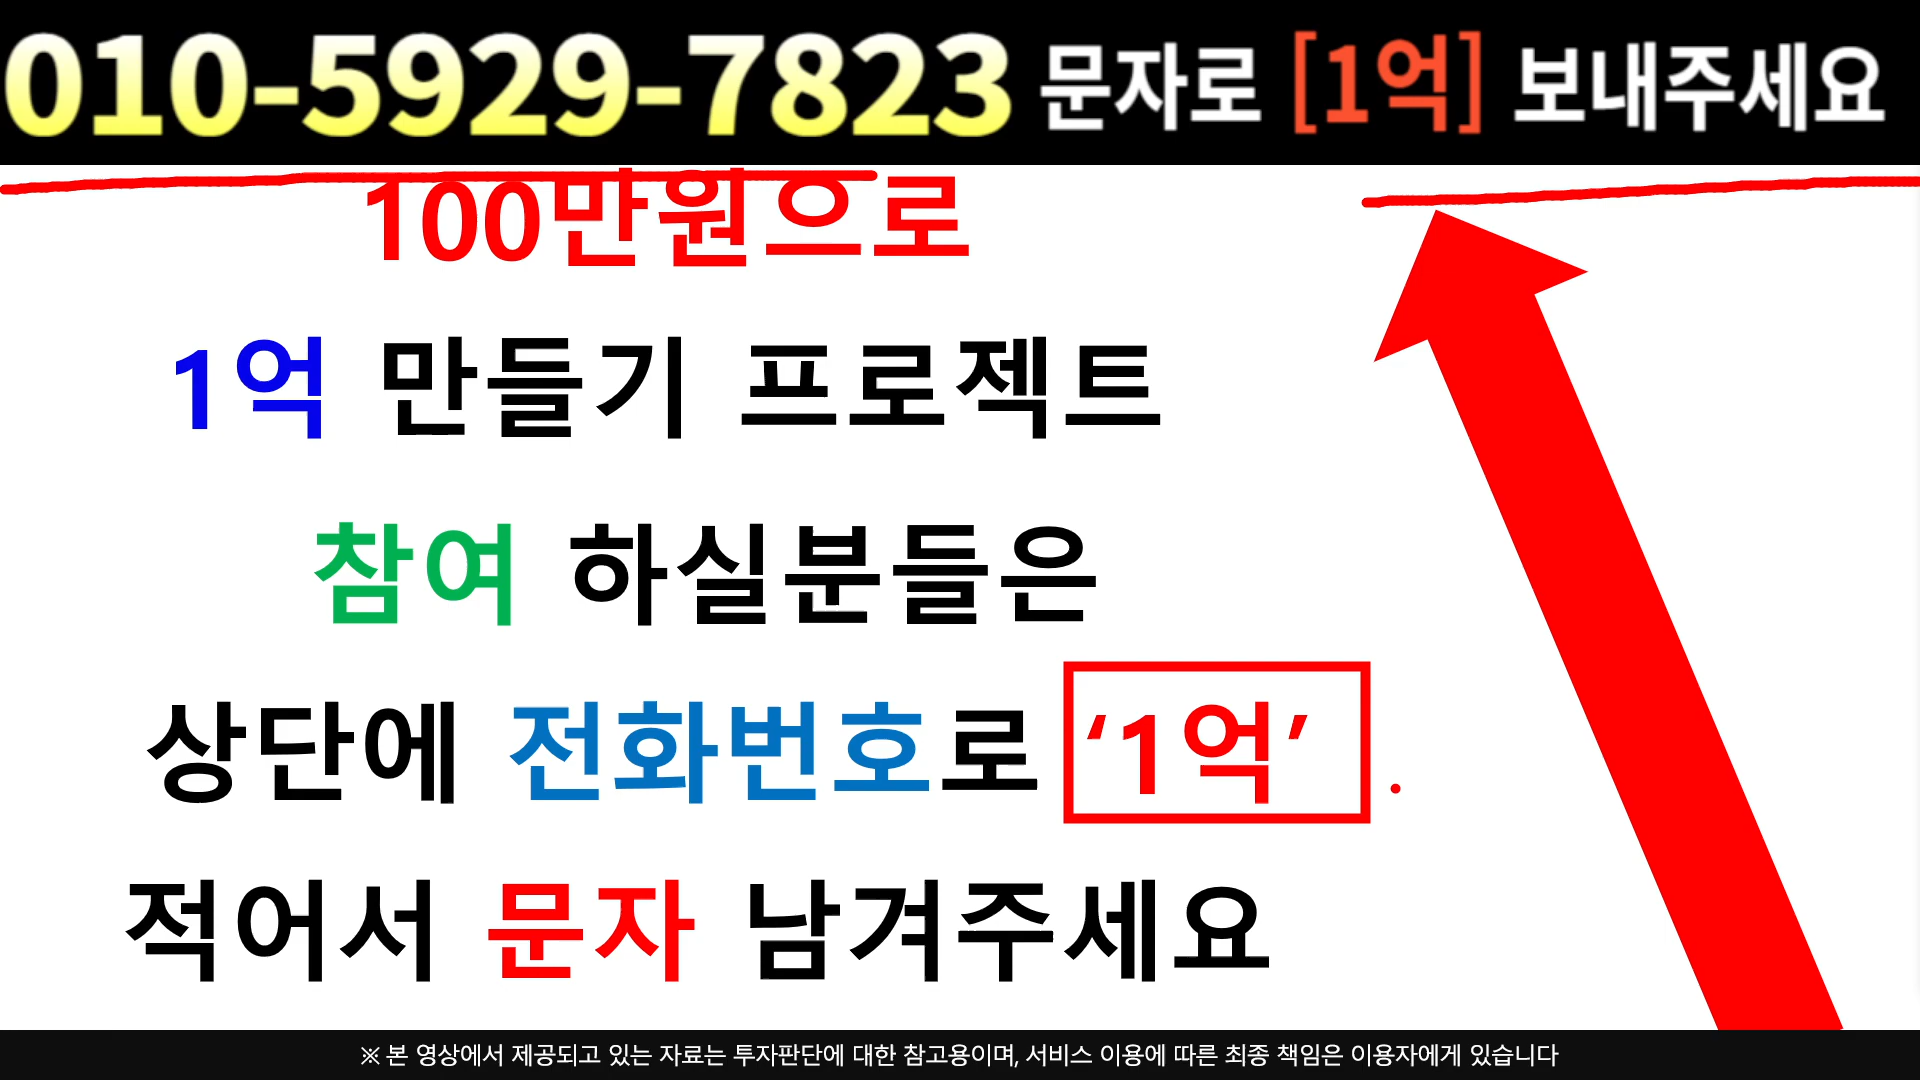 010-5929-7823 문자로 [1억] 보내주세요
100만원으로
1억 만들기 프로젝트
참여 하실분들은
상단에 전화번호로 ‘1억’ .
적어서 문자 남겨주세요
※ 본 영상에서 제공되고 있는 자료는 투자판단에 대한 참고용이며, 서비스 이용에 따른 최종 책임은 이용자에게 있습니다